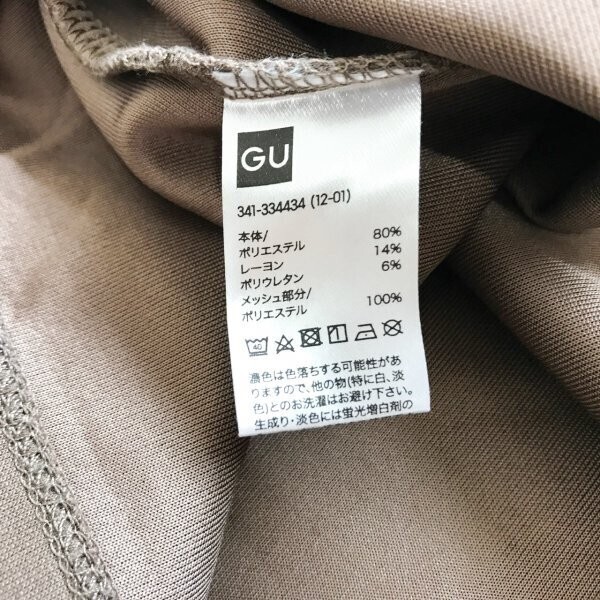 GU
341-334434 (12-01)
本体/ 80%
ポリエステル 14%
レーヨン 6%
ポリウレタン
メッシュ部分/ 100%
ポリエステル
40
濃色は色落ちする可能性があ
りますので、他の物(特に白、淡
色)とのお洗濯はお避け下さい。
生成り・淡色には蛍光増白剤の